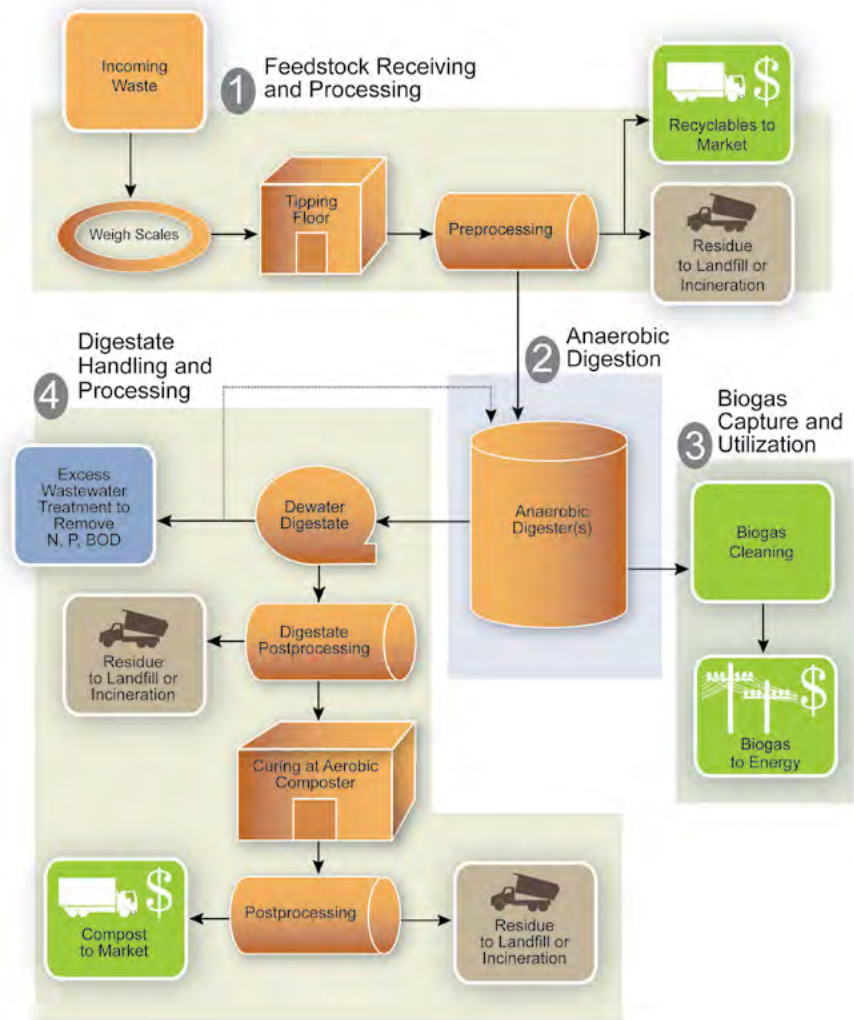 Incoming
Waste
1
Feedstock Receiving
and Processing
$
Recyclables to
Market
Weigh Scales
Tipping
Floor
Preprocessing
Residue
to Landfill or
Incineration
2
Anaerobic
Digestion
4
Digestate
Handling and
Processing
3
Biogas
Capture and
Utilization
Excess
Wastewater
Treatment to
Remove
N, P, BOD
Dewater
Digestate
Anaerobic
Digester(s)
Biogas
Cleaning
Residue
to Landfill or
Incineration
Digestate
Postprocessing
$
Biogas
to Energy
Curing at Aerobic
Composter
$
Compost
to Market
Postprocessing
Residue
to Landfill or
Incineration